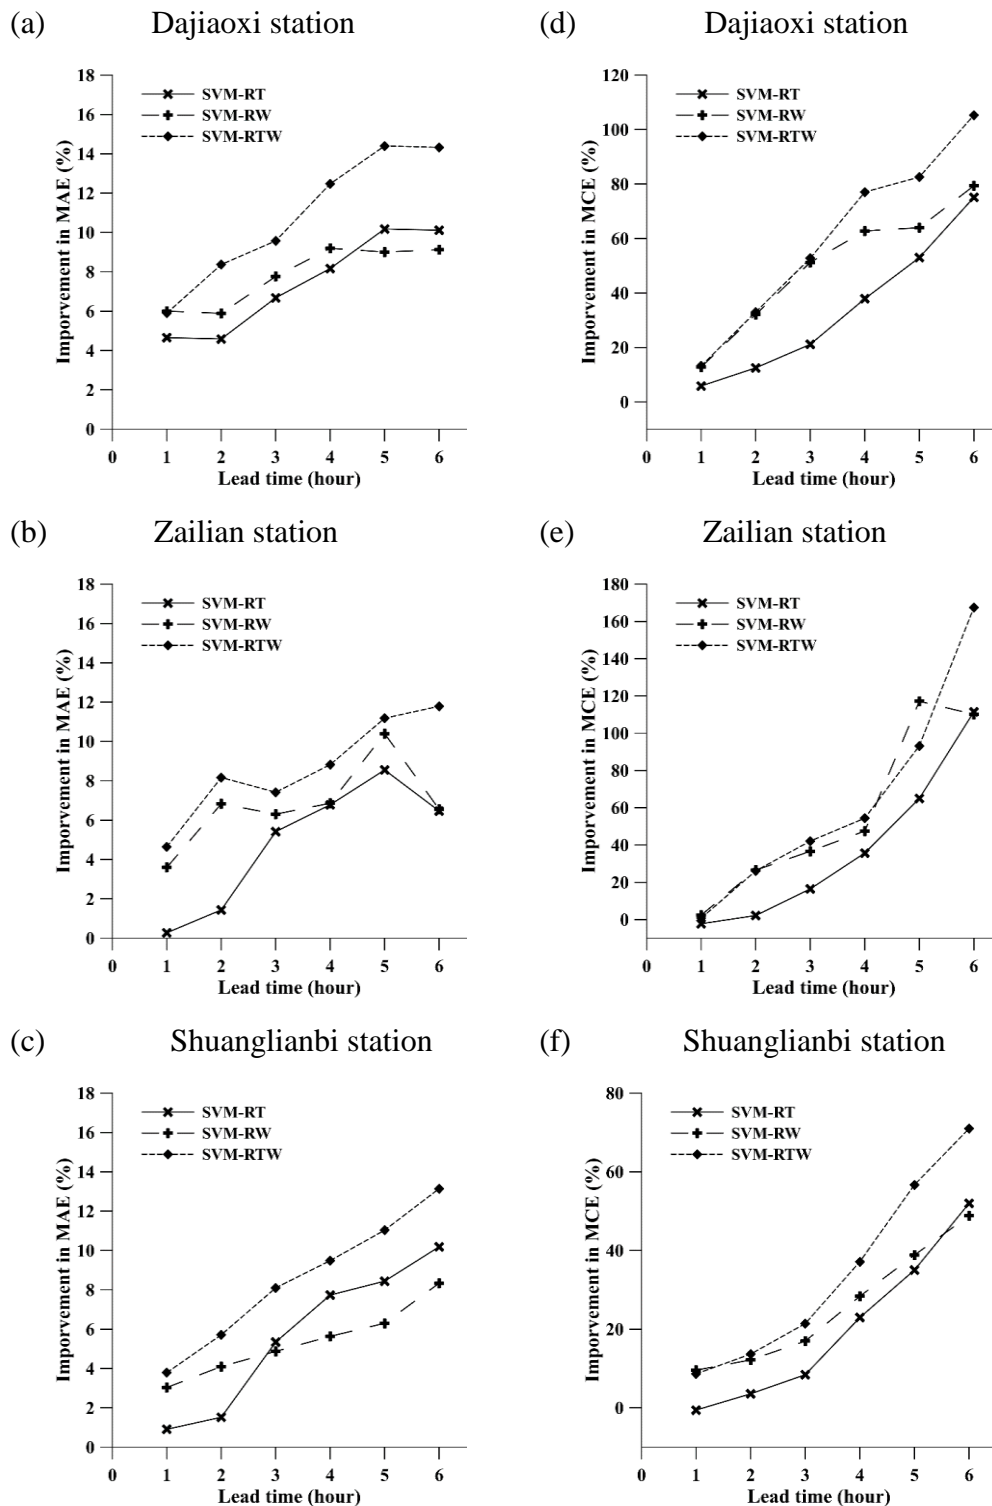 (a) Dajiaoxi station
18
16
14
12
10
8
6
4
2
0
Imporvement in MAE (%)
SVM-RT
SVM-RW
SVM-RTW
0 1 2 3 4 5 6
Lead time (hour)
(d) Dajiaoxi station
120
100
80
60
40
20
0
Imporvement in MCE (%)
SVM-RT
SVM-RW
SVM-RTW
0 1 2 3 4 5 6
Lead time (hour)
(b) Zailian station
18
16
14
12
10
8
6
4
2
0
Imporvement in MAE (%)
SVM-RT
SVM-RW
SVM-RTW
0 1 2 3 4 5 6
Lead time (hour)
(e) Zailian station
180
160
140
120
100
80
60
40
20
0
Imporvement in MCE (%)
SVM-RT
SVM-RW
SVM-RTW
0 1 2 3 4 5 6
Lead time (hour)
(c) Shuanglianbi station
18
16
14
12
10
8
6
4
2
0
Imporvement in MAE (%)
SVM-RT
SVM-RW
SVM-RTW
0 1 2 3 4 5 6
Lead time (hour)
(f) Shuanglianbi station
80
60
40
20
0
Imporvement in MCE (%)
SVM-RT
SVM-RW
SVM-RTW
0 1 2 3 4 5 6
Lead time (hour)